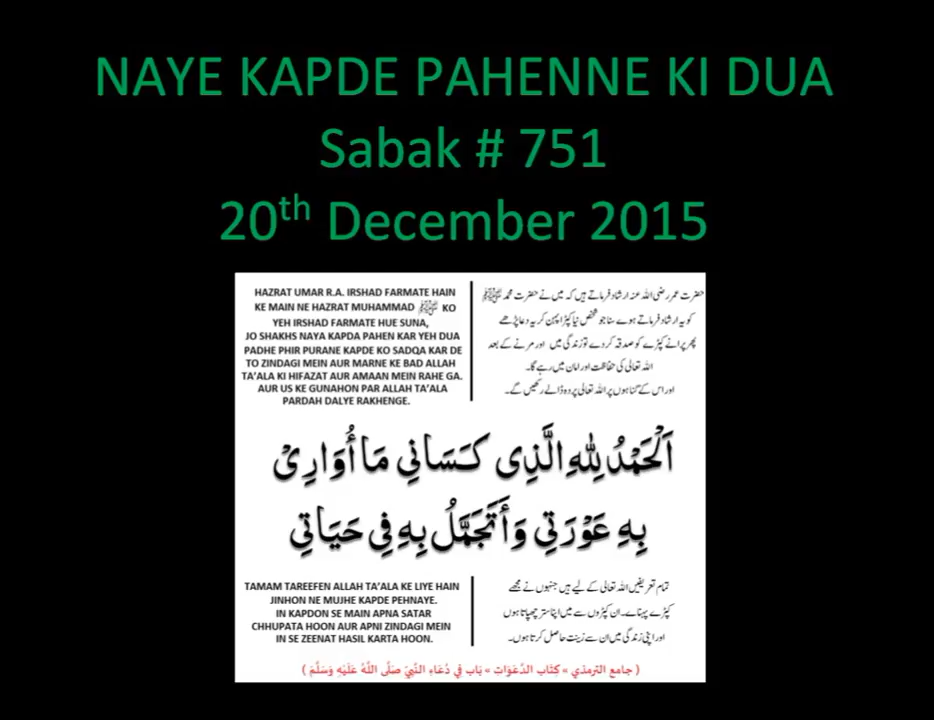 NAYE KAPDE PAHENNE KI DUA
Sabak # 751
20th December 2015
HAZRAT UMAR R.A. IRSHAD FARMATE HAIN
KE MAIN NE HAZRAT MUHAMMAD ﷺ KO
YEH IRSHAD FARMATE HUE SUNA,
JO SHAKHS NAYA KAPDA PAHEN KAR YEH DUA
PADHE PHIR PURANE KAPDE KO SADQA KAR DE
TO ZINDAGI MEIN AUR MARNE KE BAD ALLAH
TA’ALA KI HIFAZAT AUR AMAAN MEIN RAHE GA.
AUR US KE GUNAHON PAR ALLAH TA’ALA
PARDAH DALYE RAKHENGE.
حضرت عمر رضی اللہ عنہ ارشاد فرماتے ہیں کہ میں نے حضرت محمد ﷺ
کو یہ ارشاد فرماتے ہوے سنا جو شخص نیا کپڑا پہن کر یہ دعا پڑھے
پھر پرانے کپڑے کو صدقہ کر دے تو زندگی میں اور مرنے کے بعد
اللہ تعالی کی حفاظت اور امان میں رہے گا۔
اور اس کے گناہوں پر اللہ تعالی پردہ ڈالے رکھیں گے۔
اَلْحَمْدُ لِلّٰهِ الَّذِى كَسَانِي مَا أُوَارِىْ
بِهِ عَوْرَتِي وَأَتَجَمَّلُ بِهِ فِي حَيَاتِي
TAMAM TAREEFEN ALLAH TA’ALA KE LIYE HAIN
JINHON NE MUJHE KAPDE PEHNAYE.
IN KAPDON SE MAIN APNA SATAR
CHHUPATA HOON AUR APNI ZINDAGI MEIN
IN SE ZEENAT HASIL KARTA HOON.
تمام تعریفیں اللہ تعالی کے لیے ہیں جنہوں نے مجھے
کپڑے پہناے۔ ان کپڑوں سے میں اپنا ستر چھپاتا ہوں
اور اپنی زندگی میں ان سے زینت حاصل کرتا ہوں۔
( جامع الترمذي » كِتَاب الدَّعَوَاتِ » بَاب فِي دُعَاءِ النَّبِيِّ صَلَّى اللَّهُ عَلَيْهِ وَسَلَّمَ )